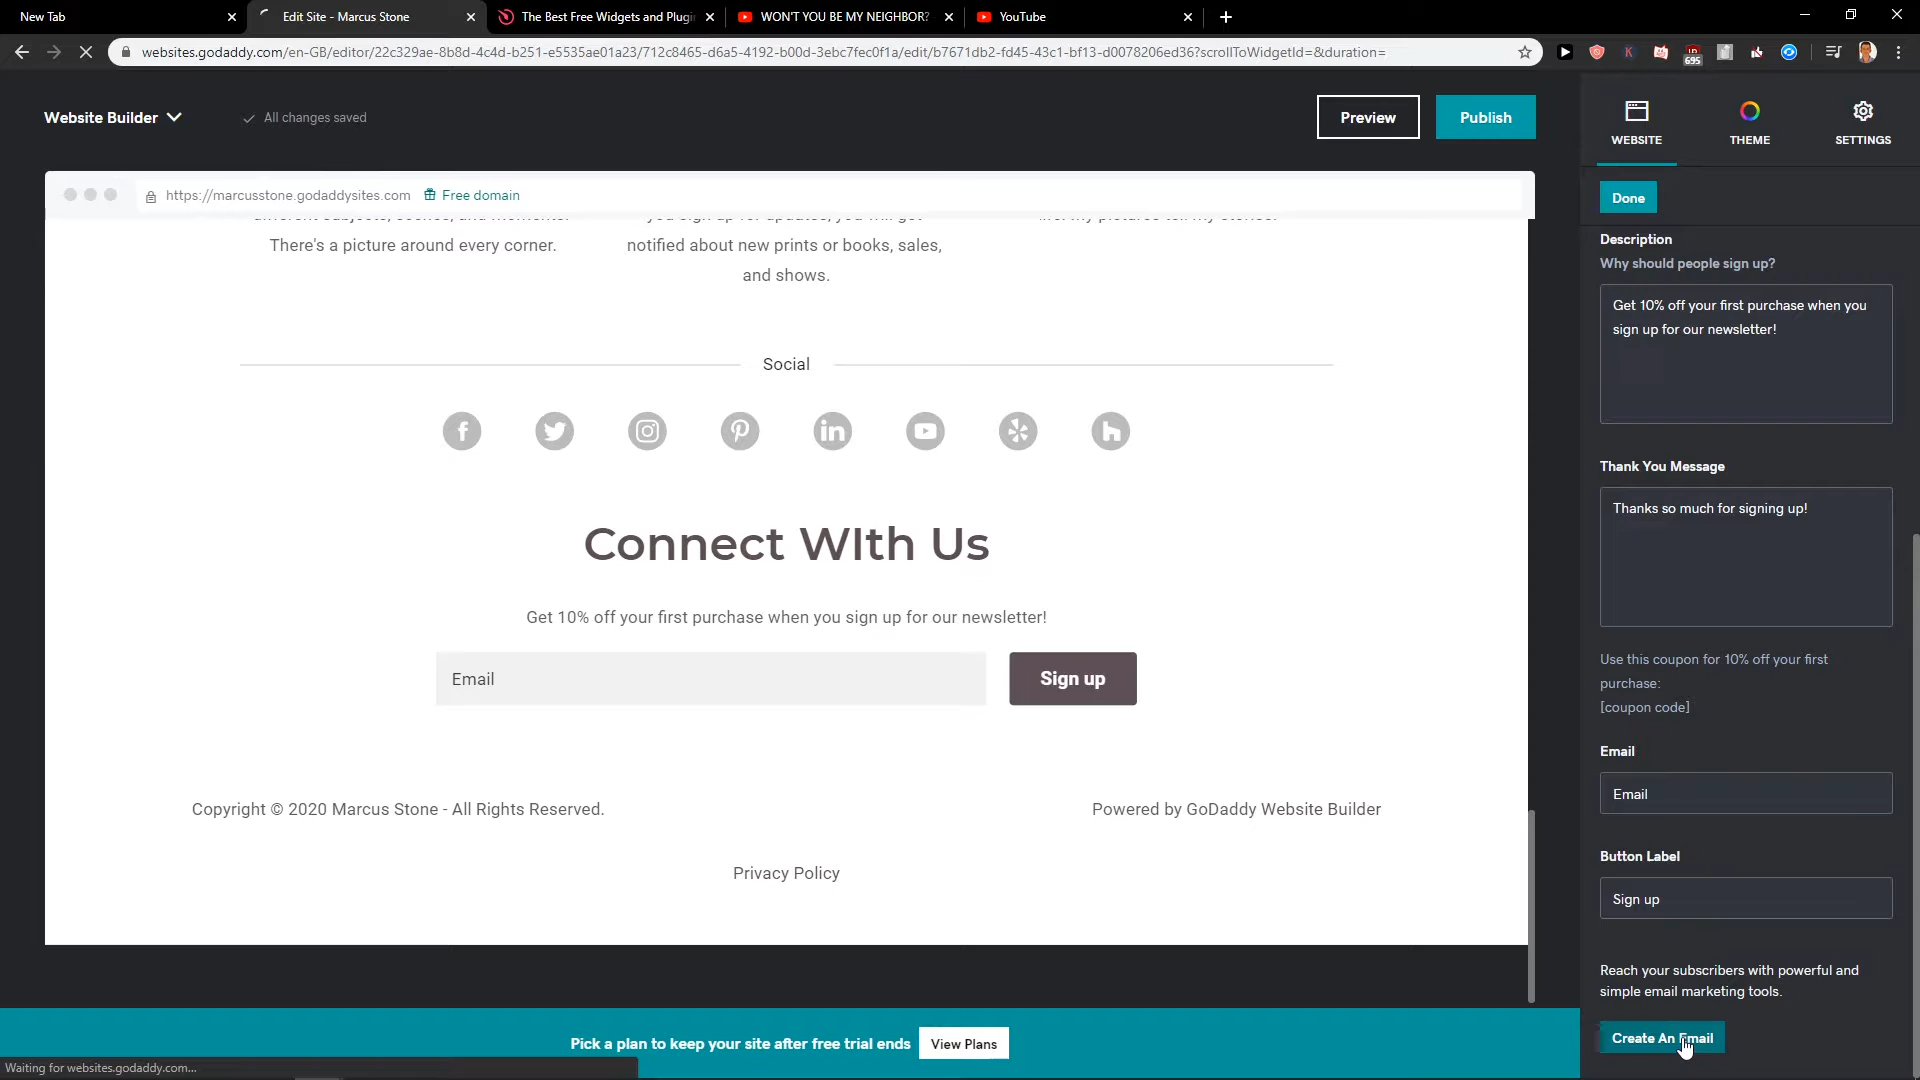 New Tab
Edit Site - Marcus Stone
The Best Free Widgets and Plugin
WON'T YOU BE MY NEIGHBOR?
YouTube
websites.godaddy.com/en-GB/editor/22c329ae-8b8d-4c4d-b251-e5535ae01a23/712c8465-d6a5-4192-b00d-3ebc7fec0f1a/edit/b7671db2-fd45-43c1-bf13-d0078206ed36?scrollToWidgetId=&duration=
695
Website Builder
All changes saved
Preview
Publish
WEBSITE
THEME
SETTINGS
https://marcusstone.godaddysites.com
Free domain
There's a picture around every corner.
you sign up for updates, you will get
notified about new prints or books, sales,
and shows.
Social
Connect WIth Us
Get 10% off your first purchase when you sign up for our newsletter!
Email
Sign up
Copyright © 2020 Marcus Stone - All Rights Reserved.
Powered by GoDaddy Website Builder
Privacy Policy
Pick a plan to keep your site after free trial ends
View Plans
Waiting for websites.godaddy.com...
Done
Description
Why should people sign up?
Get 10% off your first purchase when you
sign up for our newsletter!
Thank You Message
Thanks so much for signing up!
Use this coupon for 10% off your first
purchase:
[coupon code]
Email
Email
Button Label
Sign up
Reach your subscribers with powerful and
simple email marketing tools.
Create An Email